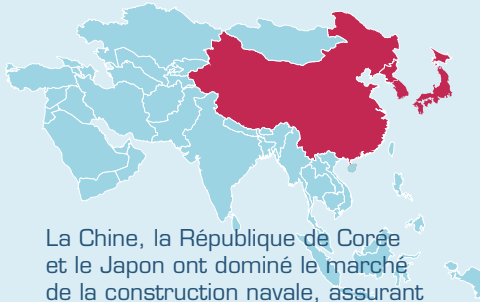 La Chine, la République de Corée
et le Japon ont dominé le marché
de la construction navale, assurant